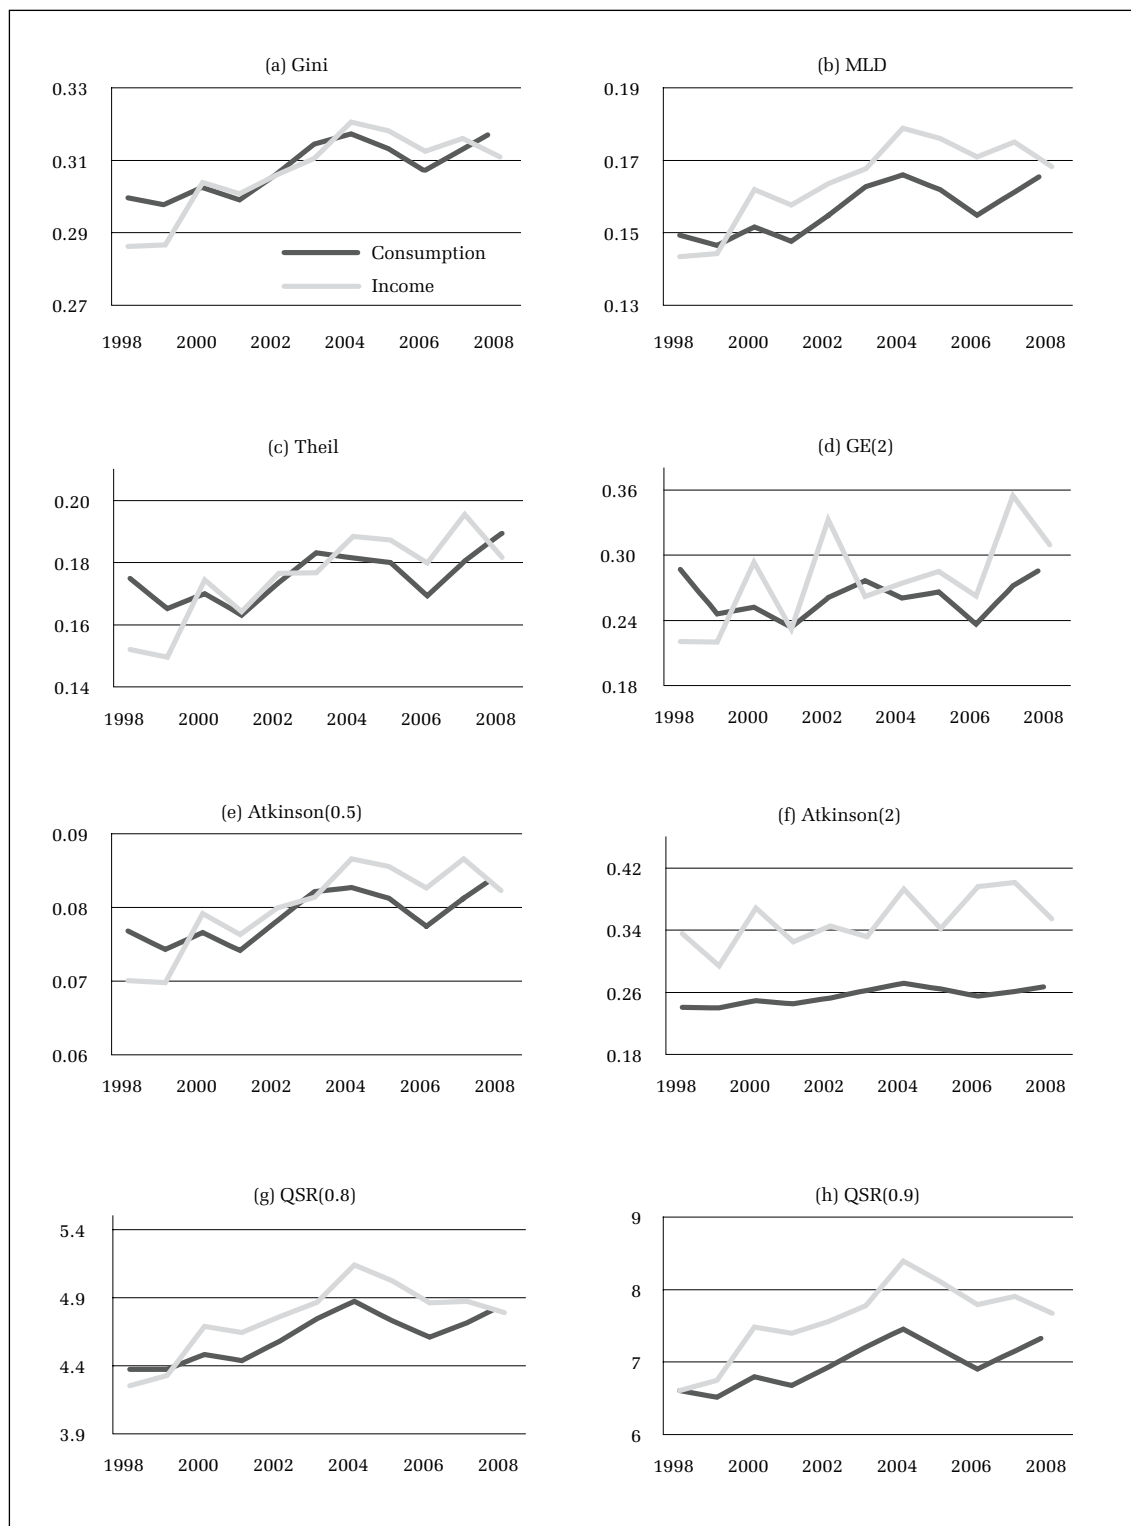 (a) Gini
0.33
0.31
0.29
0.27
Consumption
Income
1998 2000 2002 2004 2006 2008
(b) MLD
0.19
0.17
0.15
0.13
1998 2000 2002 2004 2006 2008
(c) Theil
0.20
0.18
0.16
0.14
1998 2000 2002 2004 2006 2008
(d) GE(2)
0.36
0.30
0.24
0.18
1998 2000 2002 2004 2006 2008
(e) Atkinson(0.5)
0.09
0.08
0.07
0.06
1998 2000 2002 2004 2006 2008
(f) Atkinson(2)
0.42
0.34
0.26
0.18
1998 2000 2002 2004 2006 2008
(g) QSR(0.8)
5.4
4.9
4.4
3.9
1998 2000 2002 2004 2006 2008
(h) QSR(0.9)
9
8
7
6
1998 2000 2002 2004 2006 2008